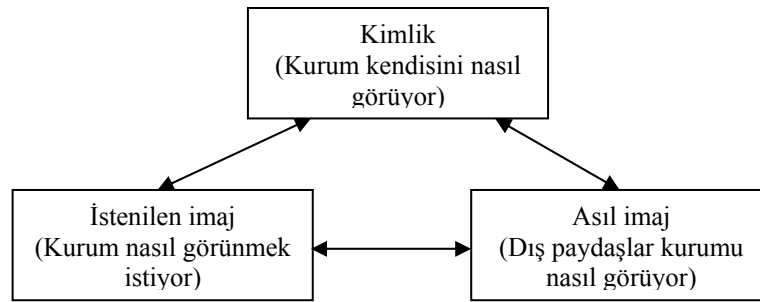 Kimlik
(Kurum kendisini nasıl
görüyor)
İstenilen imaj
(Kurum nasıl görünmek
istiyor)
Asıl imaj
(Dış paydaşlar kurumu
nasıl görüyor)